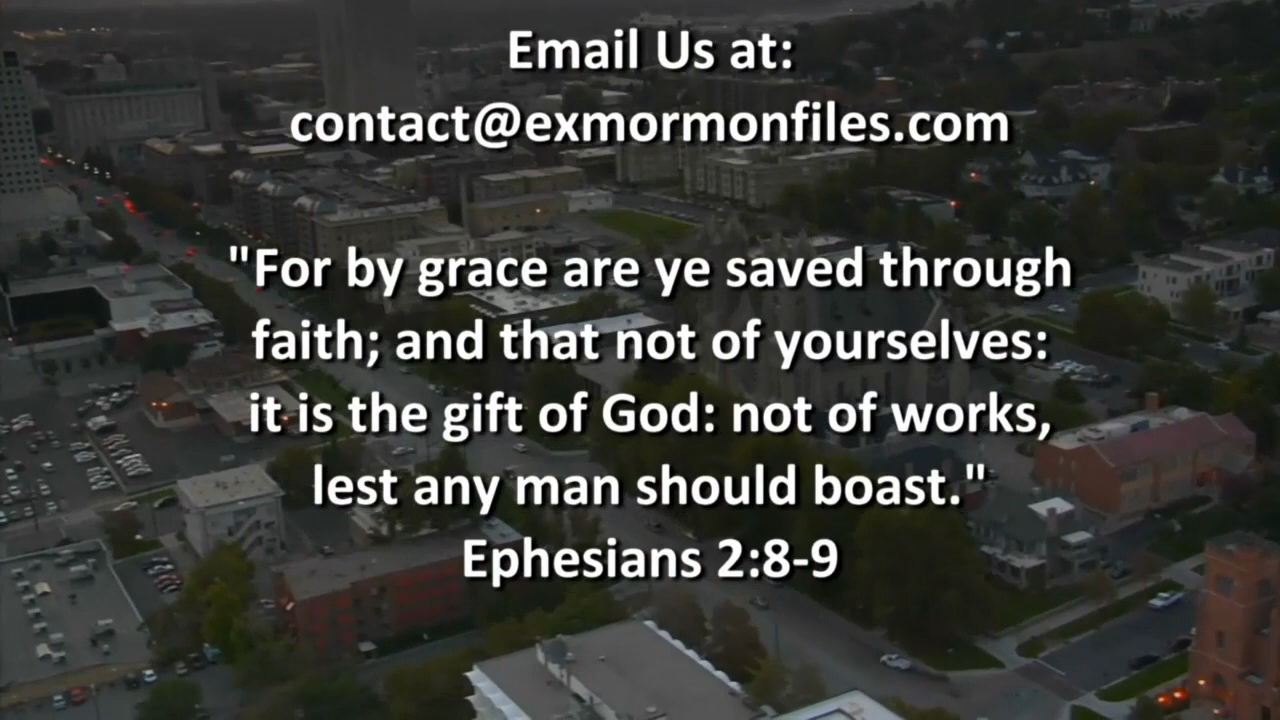 Email Us at:
contact@exmormonfiles.com
"For by grace are ye saved through
faith; and that not of yourselves:
it is the gift of God: not of works,
lest any man should boast."
Ephesians 2:8-9